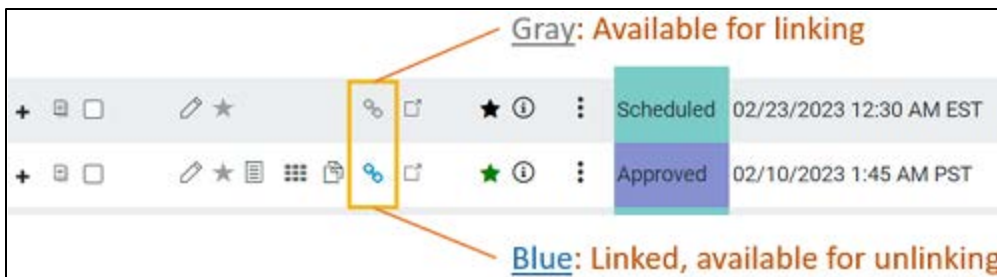 Gray: Available for linking
Scheduled 02/23/2023 12:30 AM EST
Approved 02/10/2023 1:45 AM PST
Blue: Linked, available for unlinking